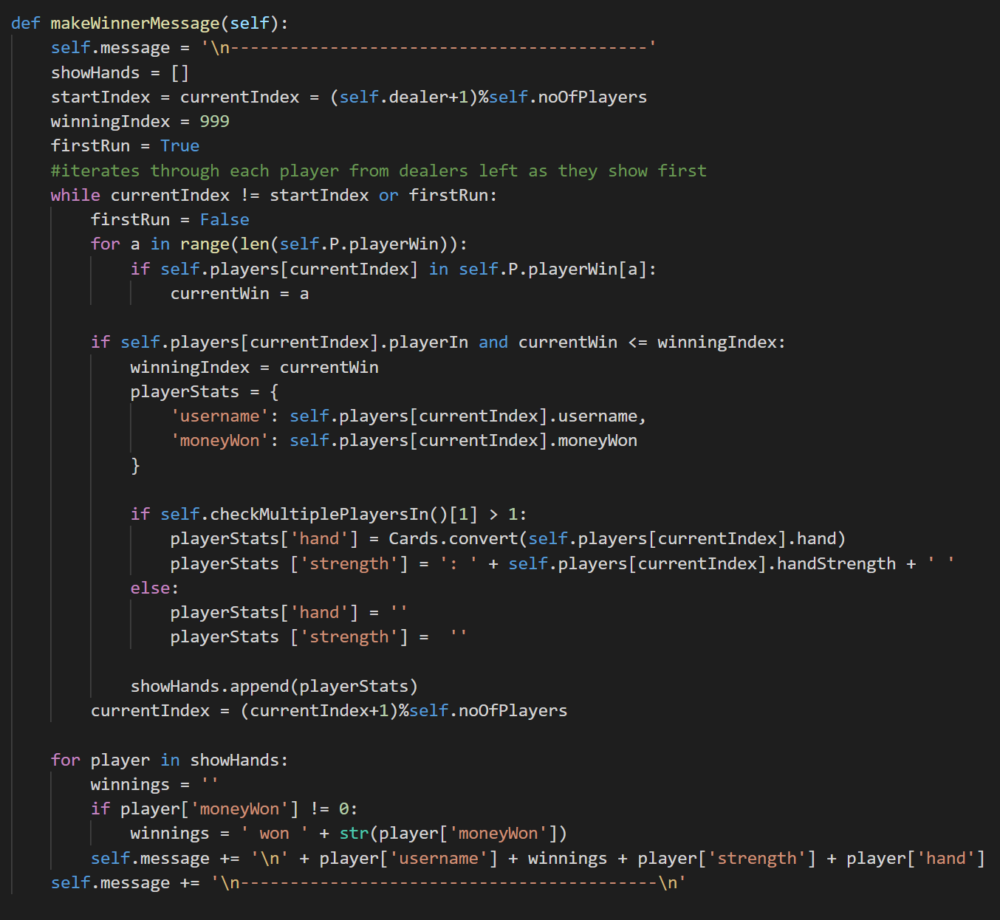 def makeWinnerMessage(self):
    self.message = '\n------------------------------------------'
    showHands = []
    startIndex = currentIndex = (self.dealer+1)%self.noOfPlayers
    winningIndex = 999
    firstRun = True
    #iterates through each player from dealers left as they show first
    while currentIndex != startIndex or firstRun:
        firstRun = False
        for a in range(len(self.P.playerWin)):
            if self.players[currentIndex] in self.P.playerWin[a]:
                currentWin = a

        if self.players[currentIndex].playerIn and currentWin <= winningIndex:
            winningIndex = currentWin
            playerStats = {
                'username': self.players[currentIndex].username,
                'moneyWon': self.players[currentIndex].moneyWon
            }

            if self.checkMultiplePlayersIn()[1] > 1:
                playerStats['hand'] = Cards.convert(self.players[currentIndex].hand)
                playerStats ['strength'] = ': ' + self.players[currentIndex].handStrength + ' '
            else:
                playerStats['hand'] = ''
                playerStats ['strength'] =  ''

            showHands.append(playerStats)
        currentIndex = (currentIndex+1)%self.noOfPlayers

    for player in showHands:
        winnings = ''
        if player['moneyWon'] != 0:
            winnings = ' won ' + str(player['moneyWon'])
        self.message += '\n' + player['username'] + winnings + player['strength'] + player['hand']
    self.message += '\n------------------------------------------\n'